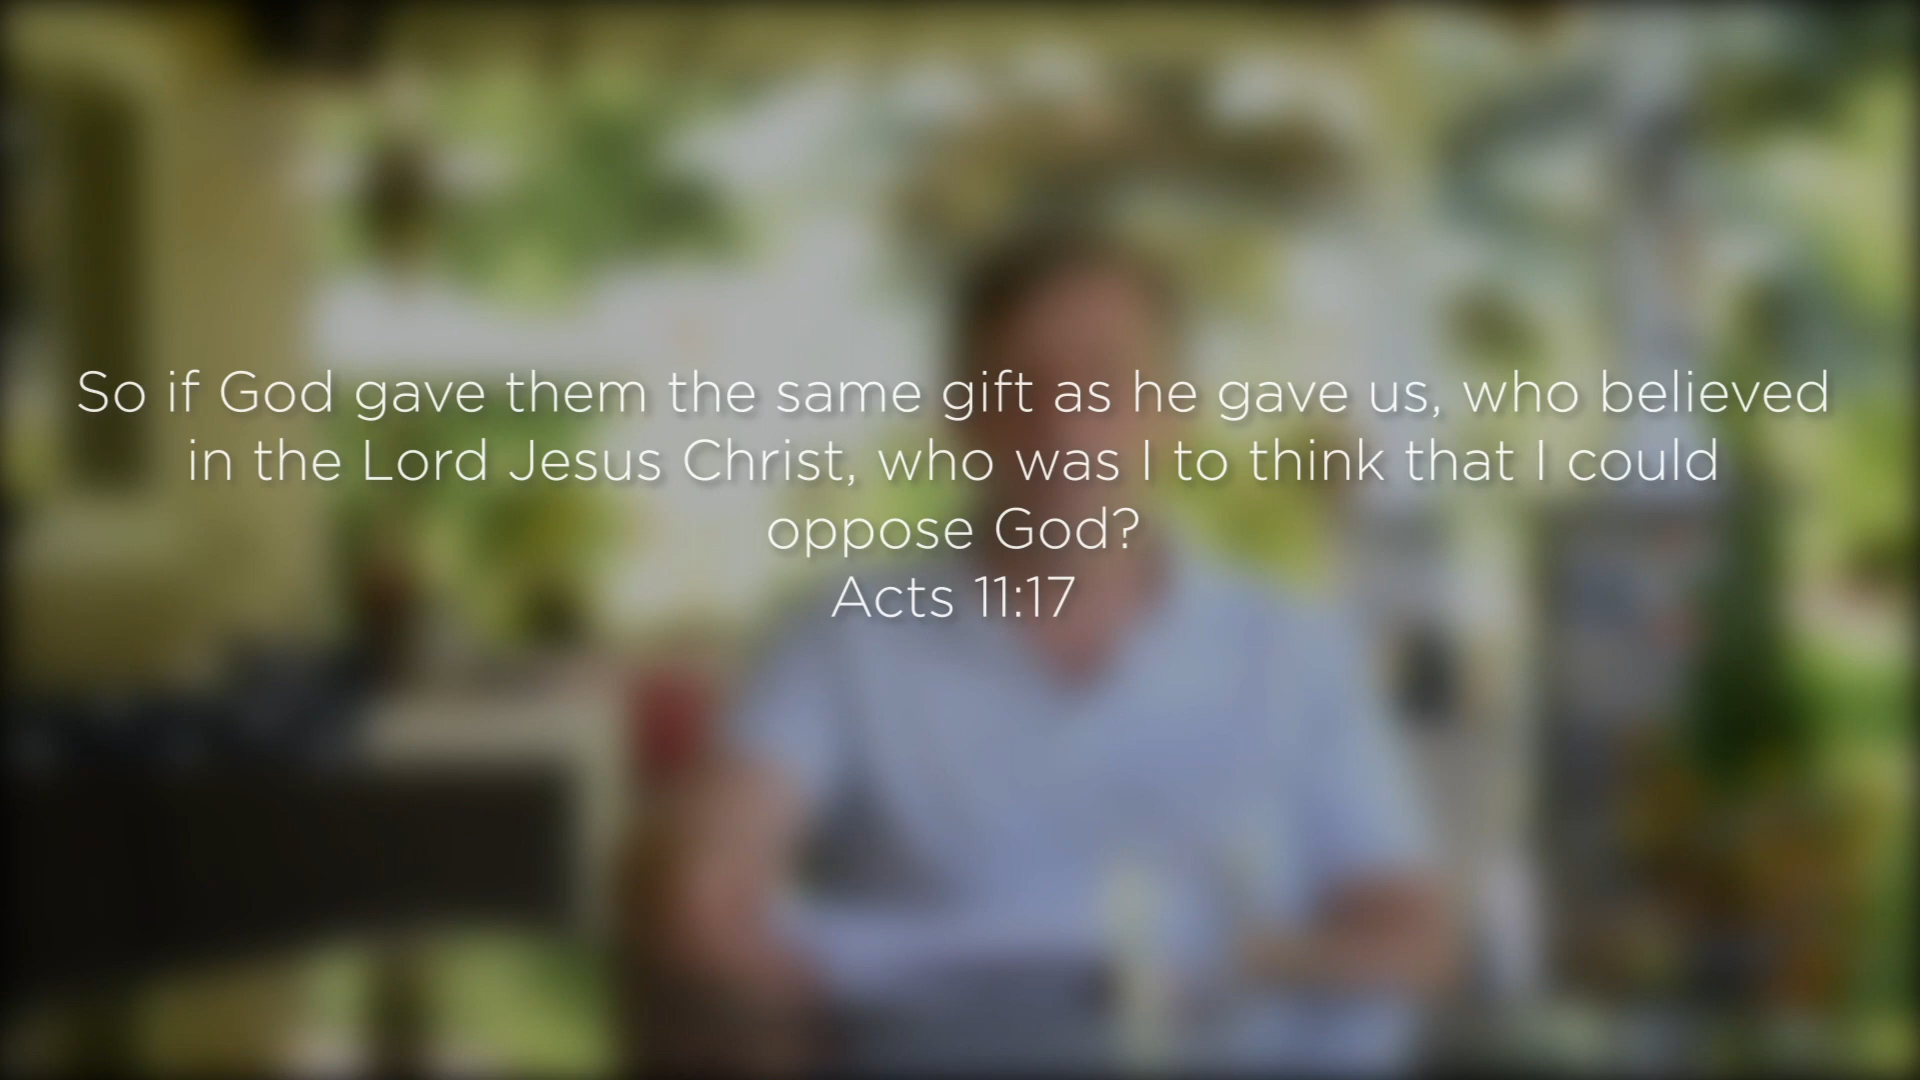 So if God gave them the same gift as he gave us, who believed
in the Lord Jesus Christ, who was I to think that I could
oppose God?
Acts 11:17